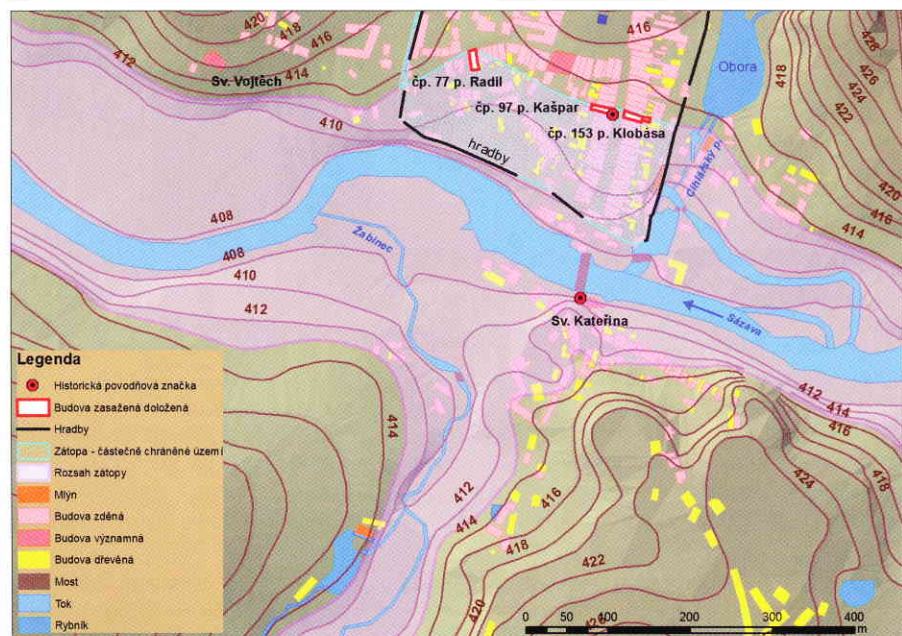 420
418
416
414
412
Sv. Vojtěch
410
416
čp. 77 p. Radil
čp. 97 p. Kašpar
čp. 153 p. Klobása
hradby
Obora
Cihlářský p.
418
428
426
424
422
420
416
414
408
408
410
412
Žabinec
Sv. Kateřina
Sázava
412
414
416
418
424
414
412
414
416
418
420
422
426
Legenda
Historická povodňová značka
Budova zasažená doložená
Hradby
Zátopa - částečně chráněné území
Rozsah zátopy
Mlýn
Budova zděná
Budova významná
Budova dřevěná
Most
Tok
Rybník
0 50 100 200 300 400
m